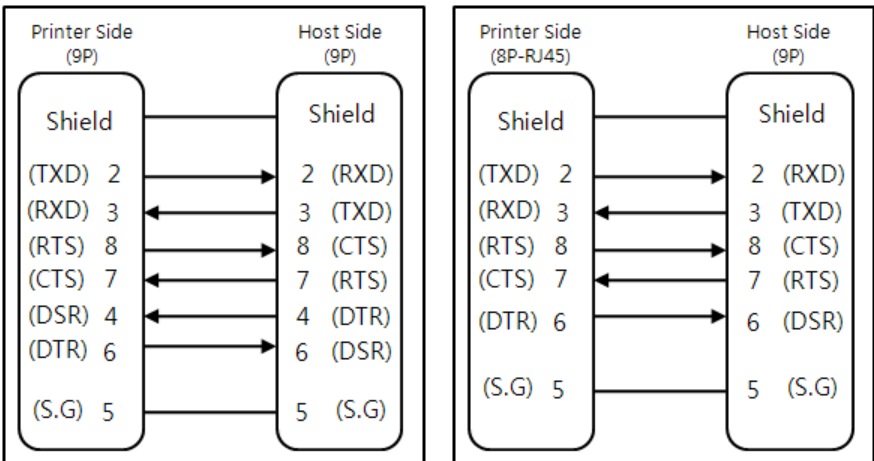 Printer Side
(9P)
Host Side
(9P)
Shield
Shield
(TXD) 2
2 (RXD)
(RXD) 3
3 (TXD)
(RTS) 8
8 (CTS)
(CTS) 7
7 (RTS)
(DSR) 4
4 (DTR)
(DTR) 6
6 (DSR)
(S.G) 5
5 (S.G)
Printer Side
(8P-RJ45)
Host Side
(9P)
Shield
Shield
(TXD) 2
2 (RXD)
(RXD) 3
3 (TXD)
(RTS) 8
8 (CTS)
(CTS) 7
7 (RTS)
(DTR) 6
6 (DSR)
(S.G) 5
5 (S.G)